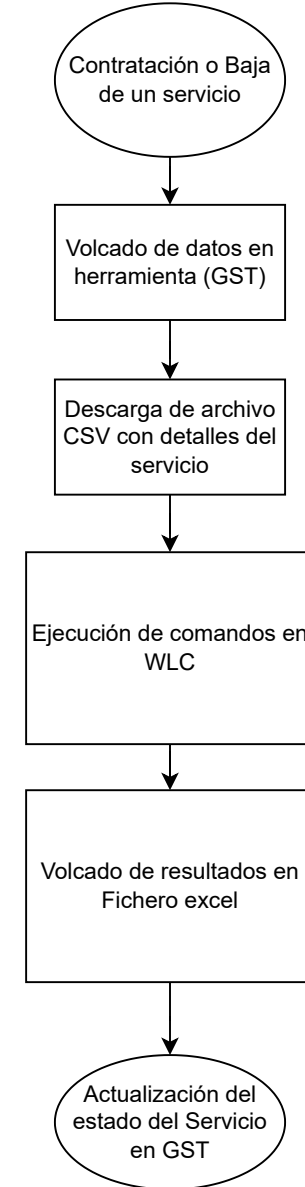 Contratación o Baja
de un servicio
Volcado de datos en
herramienta (GST)
Descarga de archivo
CSV con detalles del
servicio
Ejecución de comandos en
WLC
Volcado de resultados en
Fichero excel
Actualización del
estado del Servicio
en GST